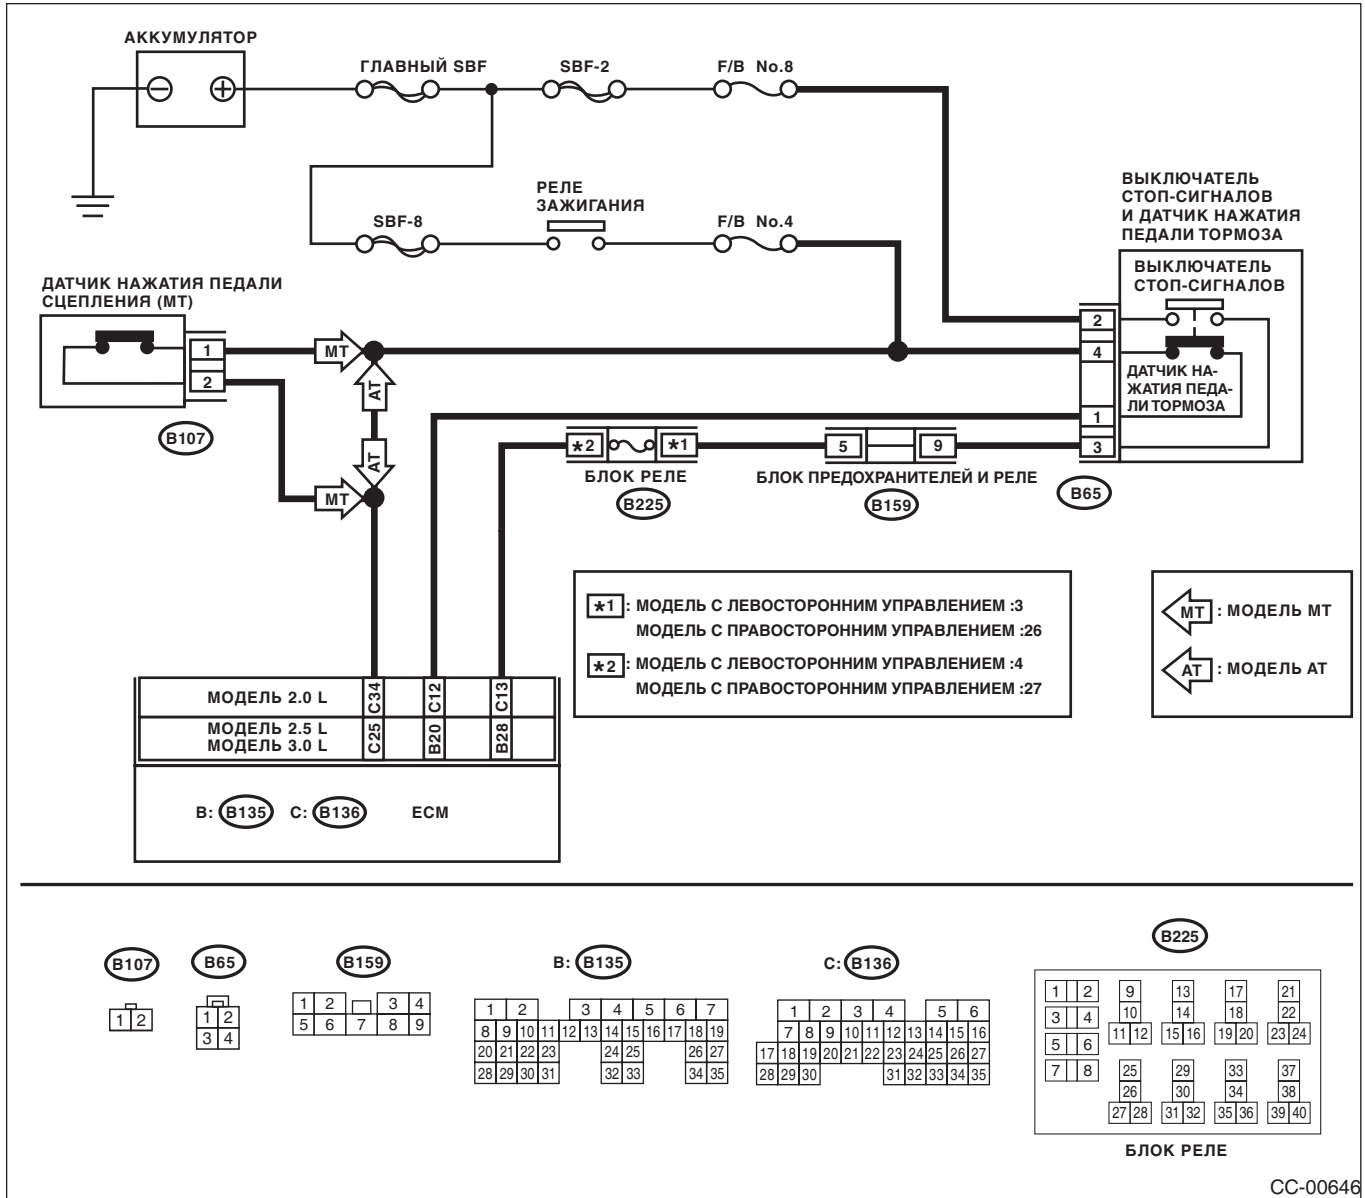 АККУМУЛЯТОР
ГЛАВНЫЙ SBF
SBF-2
F/B No.8
SBF-8
РЕЛЕ
ЗАЖИГАНИЯ
F/B No.4
ВЫКЛЮЧАТЕЛЬ
СТОП-СИГНАЛОВ
И ДАТЧИК НАЖАТИЯ
ПЕДАЛИ ТОРМОЗА
ВЫКЛЮЧАТЕЛЬ
СТОП-СИГНАЛОВ
ДАТЧИК НА-
ЖАТИЯ ПЕДА-
ЛИ ТОРМОЗА
2
4
1
3
B65
ДАТЧИК НАЖАТИЯ ПЕДАЛИ
СЦЕПЛЕНИЯ (МТ)
1
2
B107
МТ
АТ
АТ
МТ
*2
*1
БЛОК РЕЛЕ
B225
5
9
БЛОК ПРЕДОХРАНИТЕЛЕЙ И РЕЛЕ
B159
*1 : МОДЕЛЬ С ЛЕВОСТОРОННИМ УПРАВЛЕНИЕМ :3
МОДЕЛЬ С ПРАВОСТОРОННИМ УПРАВЛЕНИЕМ :26
*2 : МОДЕЛЬ С ЛЕВОСТОРОННИМ УПРАВЛЕНИЕМ :4
МОДЕЛЬ С ПРАВОСТОРОННИМ УПРАВЛЕНИЕМ :27
МТ : МОДЕЛЬ МТ
АТ : МОДЕЛЬ АТ
МОДЕЛЬ 2.0 L
C34 C12 C13
МОДЕЛЬ 2.5 L
МОДЕЛЬ 3.0 L
C25 B20 B28
B: B135 C: B136 ECM
B107
1 2
B65
1 2
3 4
B159
1 2 3 4
5 6 7 8 9
B: B135
1 2 3 4 5 6 7
8 9 10 11 12 13 14 15 16 17 18 19
20 21 22 23 24 25 26 27
28 29 30 31 32 33 34 35
C: B136
1 2 3 4 5 6
7 8 9 10 11 12 13 14 15 16
17 18 19 20 21 22 23 24 25 26 27
28 29 30 31 32 33 34 35
B225
1 2 9 13 17 21
3 4 10 14 18 22
5 6 11 12 15 16 19 20 23 24
7 8 25 29 33 37
26 30 34 38
27 28 31 32 35 36 39 40
БЛОК РЕЛЕ
CC-00646